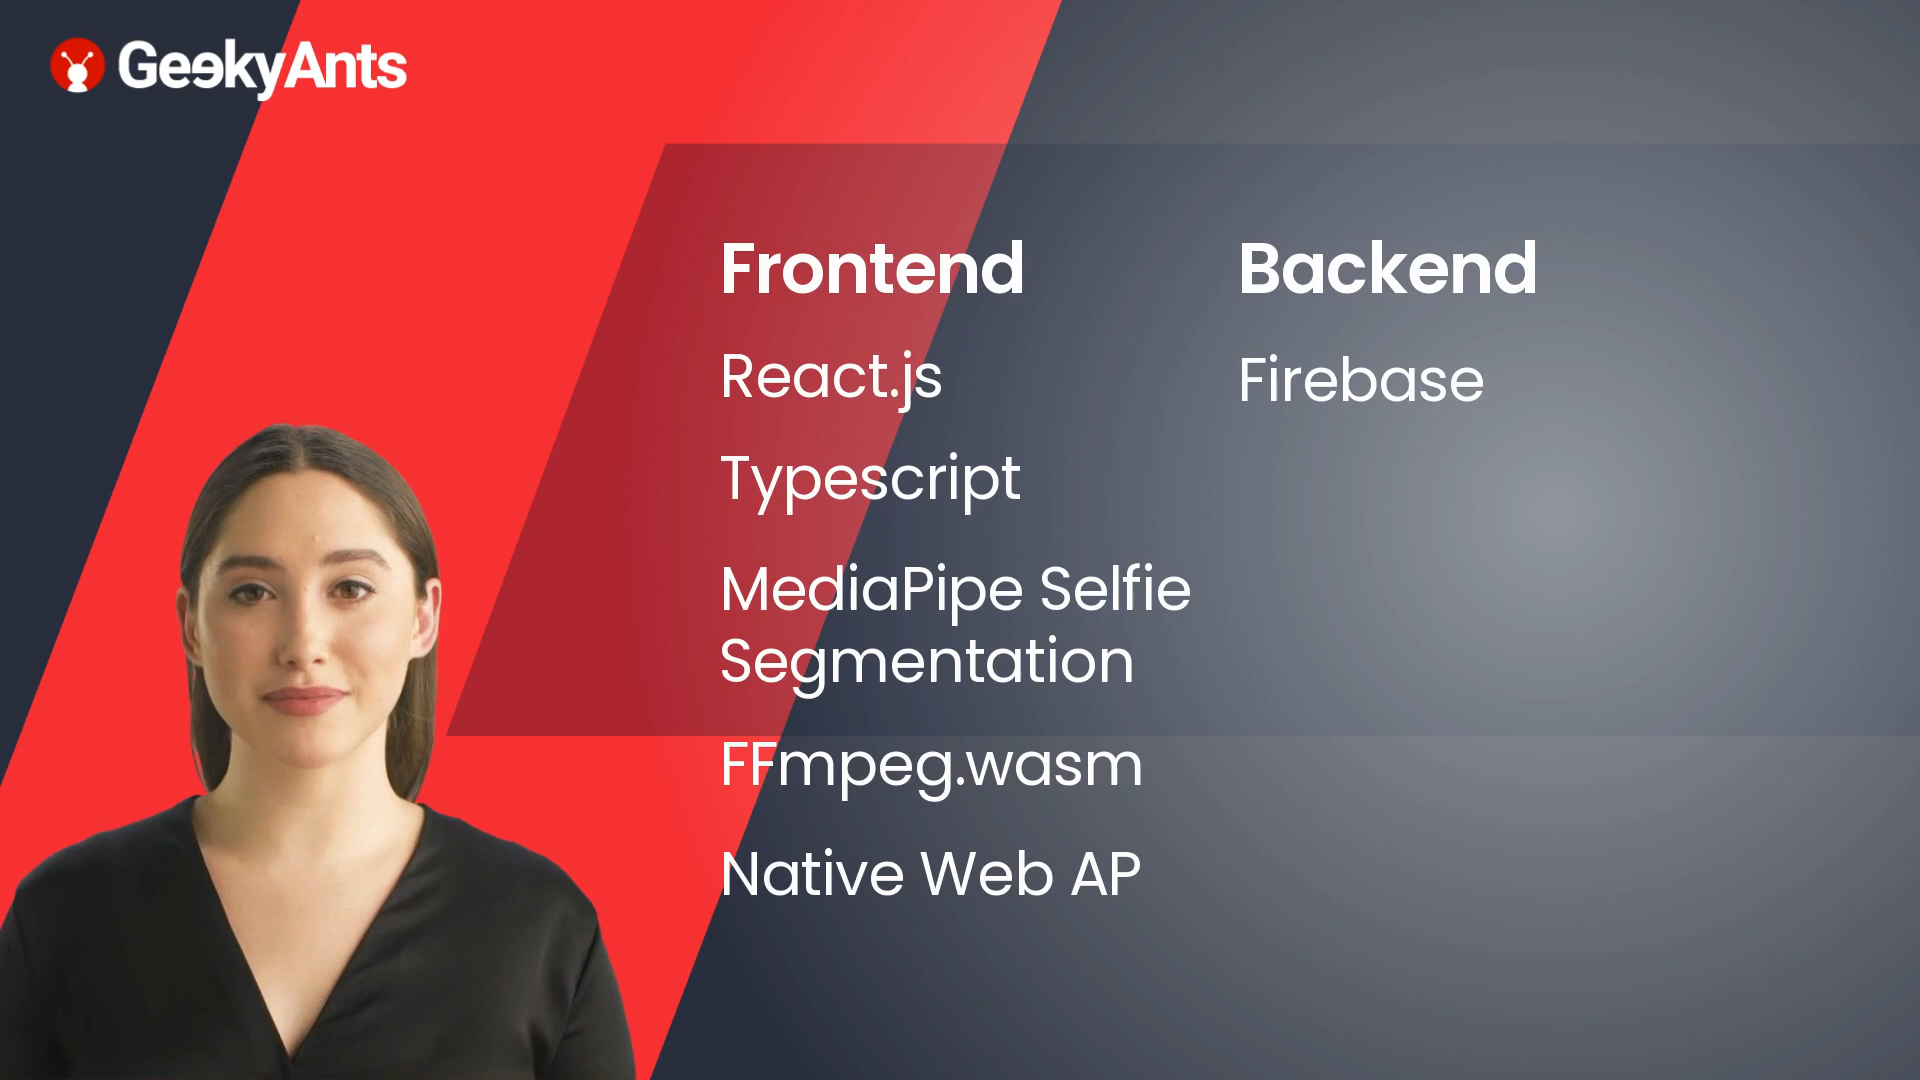 GeekyAnts
Frontend
React.js
Typescript
MediaPipe Selfie
Segmentation
FFmpeg.wasm
Native Web AP
Backend
Firebase